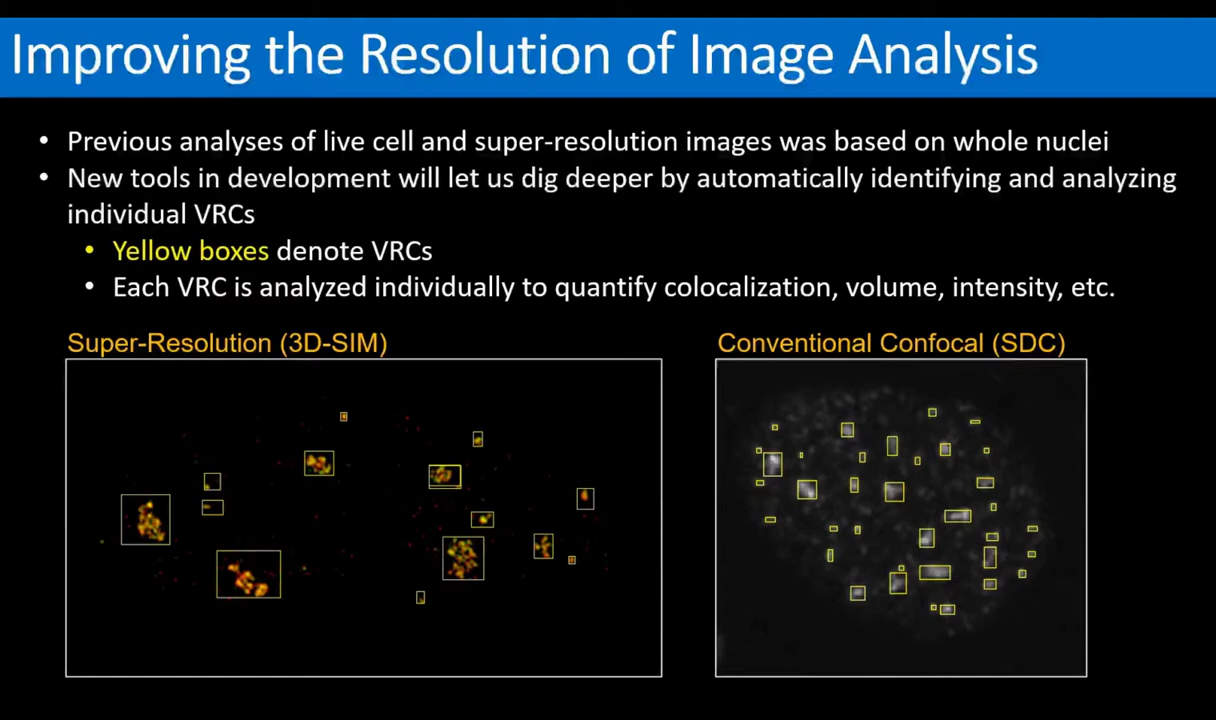 Improving the Resolution of Image Analysis
• Previous analyses of live cell and super-resolution images was based on whole nuclei
• New tools in development will let us dig deeper by automatically identifying and analyzing
individual VRCs
• Yellow boxes denote VRCs
• Each VRC is analyzed individually to quantify colocalization, volume, intensity, etc.
Super-Resolution (3D-SIM)
Conventional Confocal (SDC)